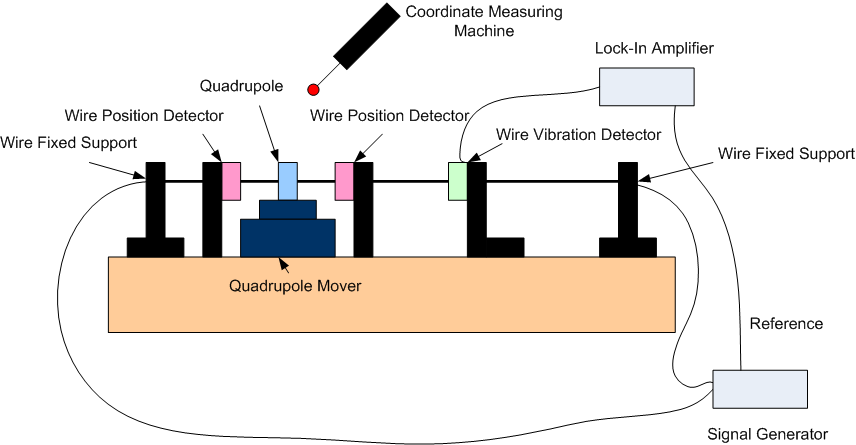 Coordinate Measuring
Machine
Lock-In Amplifier
Quadrupole
Wire Position Detector
Wire Position Detector
Wire Vibration Detector
Wire Fixed Support
Wire Fixed Support
Quadrupole Mover
Reference
Signal Generator